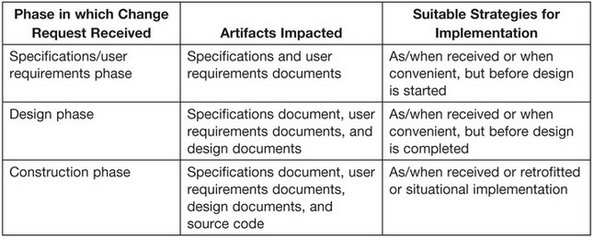 Phase in which Change
Request Received
Artifacts Impacted
Suitable Strategies for
Implementation
Specifications/user
requirements phase
Specifications and user
requirements documents
As/when received or when
convenient, but before design
is started
Design phase
Specifications document, user
requirements documents, and
design documents
As/when received or when
convenient, but before design
is completed
Construction phase
Specifications document, user
requirements documents,
design documents, and
source code
As/when received or retrofitted
or situational implementation